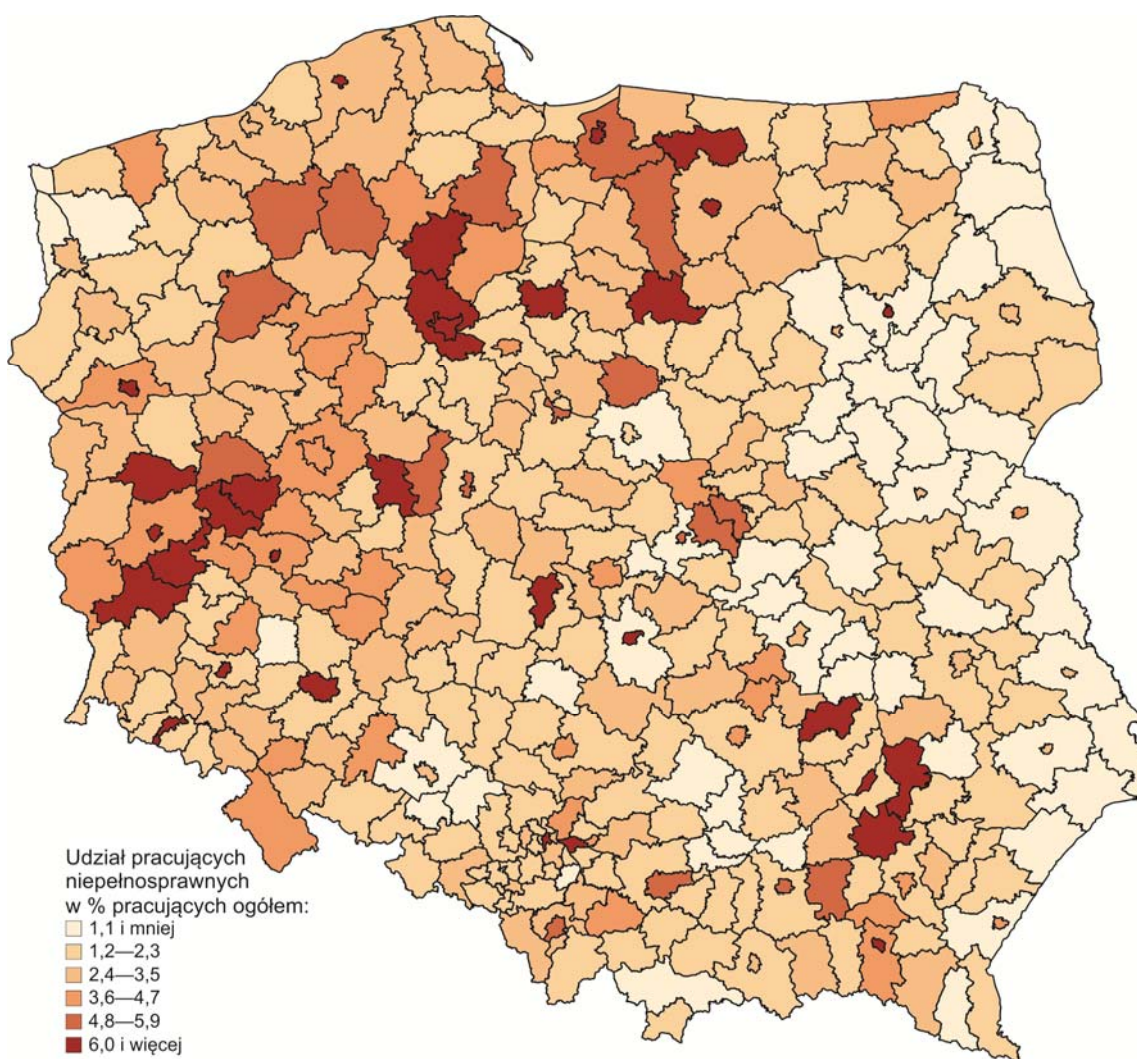 Udział pracujących
niepełnosprawnych
w % pracujących ogółem:
1,1 i mniej
1,2—2,3
2,4—3,5
3,6—4,7
4,8—5,9
6,0 i więcej